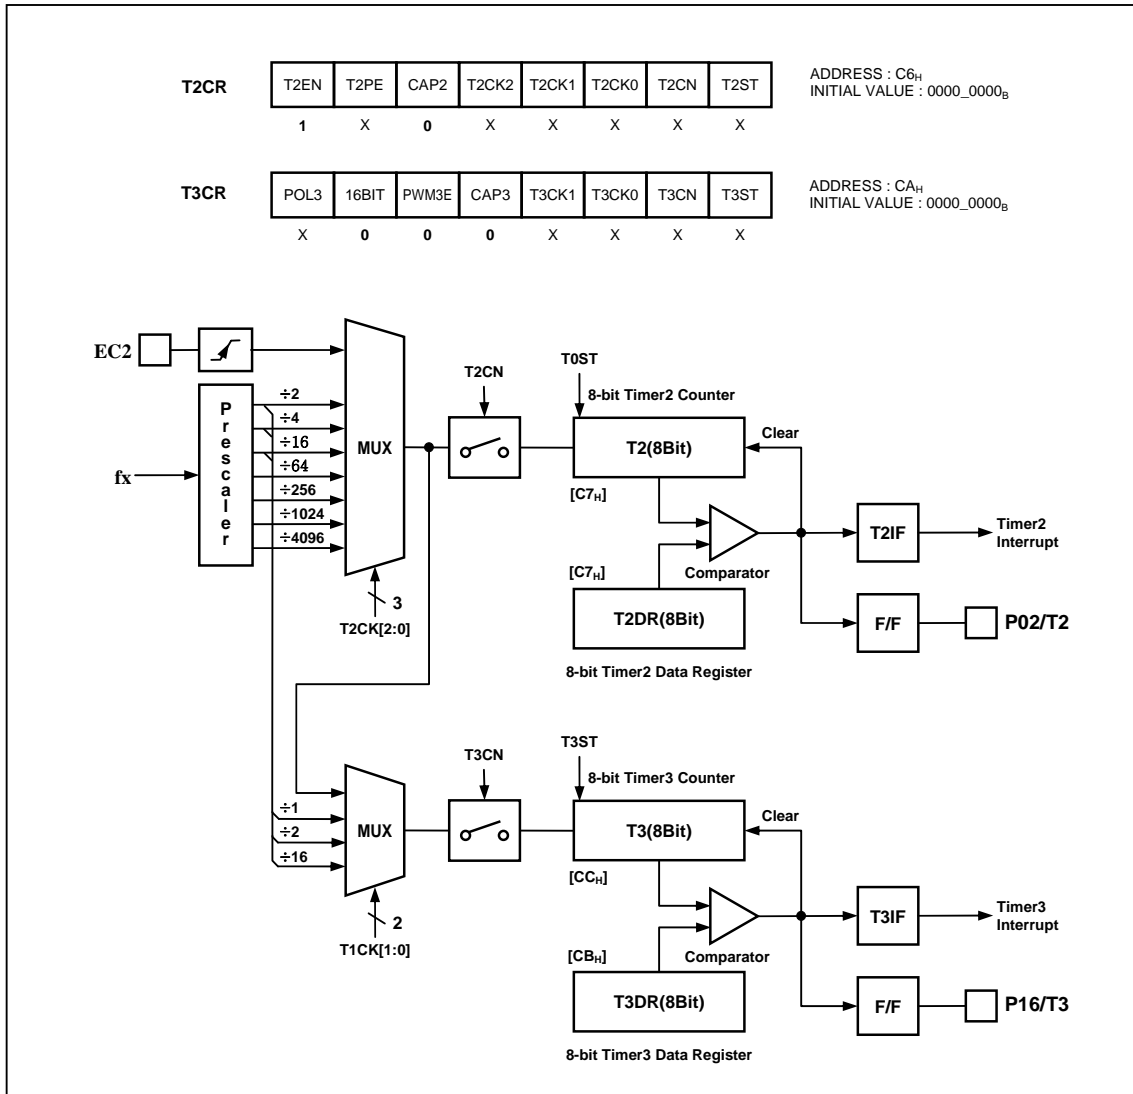 T2CR T2EN T2PE CAP2 T2CK2 T2CK1 T2CK0 T2CN T2ST
ADDRESS : C6H
INITIAL VALUE : 0000_0000B
1 X 0 X X X X X
T3CR POL3 16BIT PWM3E CAP3 T3CK1 T3CK0 T3CN T3ST
ADDRESS : CAH
INITIAL VALUE : 0000_0000B
X 0 0 0 X X X X
EC2
fx
Prescaler
÷2
÷4
÷16
÷64
÷256
÷1024
÷4096
MUX
3
T2CK[2:0]
T2CN
T0ST
8-bit Timer2 Counter
T2(8Bit)
Clear
[C7H]
Comparator
[C7H]
T2DR(8Bit)
8-bit Timer2 Data Register
T2IF
Timer2
Interrupt
F/F
P02/T2
÷1
÷2
÷16
MUX
2
T1CK[1:0]
T3CN
T3ST
8-bit Timer3 Counter
T3(8Bit)
Clear
[CCH]
Comparator
[CBH]
T3DR(8Bit)
8-bit Timer3 Data Register
T3IF
Timer3
Interrupt
F/F
P16/T3